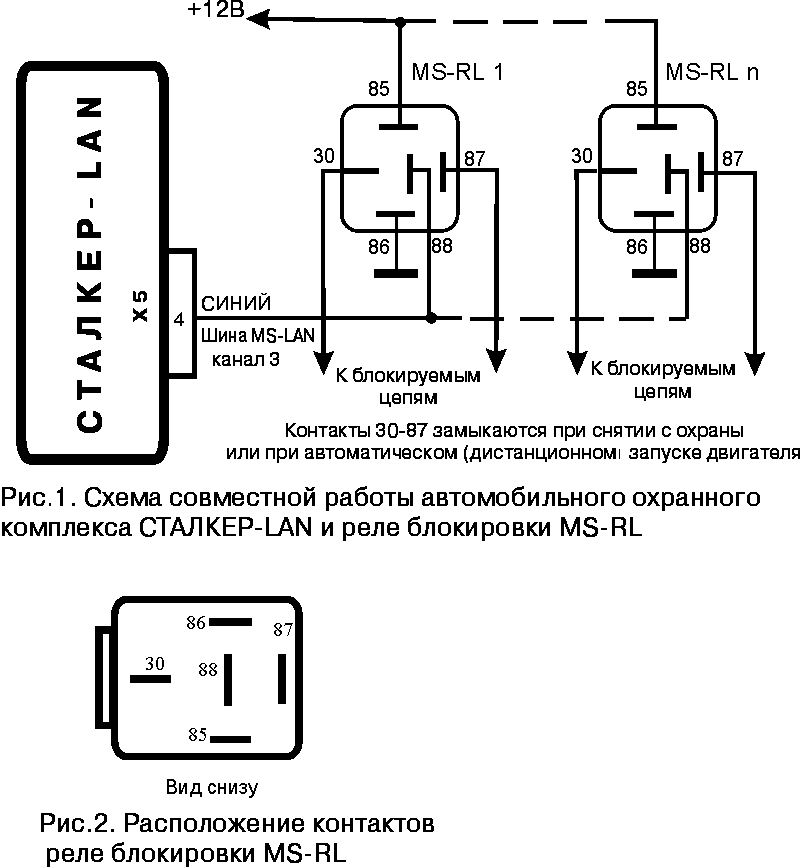 +12В
MS-RL 1
MS-RL n
85
85
30
87
30
87
86
88
86
88
СТАЛКЕР-LAN
X5
4
СИНИЙ
Шина MS-LAN
канал 3
К блокируемым
цепям
К блокируемым
цепям
Контакты 30-87 замыкаются при снятии с охраны
или при автоматическом (дистанционном) запуске двигателя
Рис.1. Схема совместной работы автомобильного охранного
комплекса СТАЛКЕР-LAN и реле блокировки MS-RL
86
87
30
88
85
Вид снизу
Рис.2. Расположение контактов
реле блокировки MS-RL